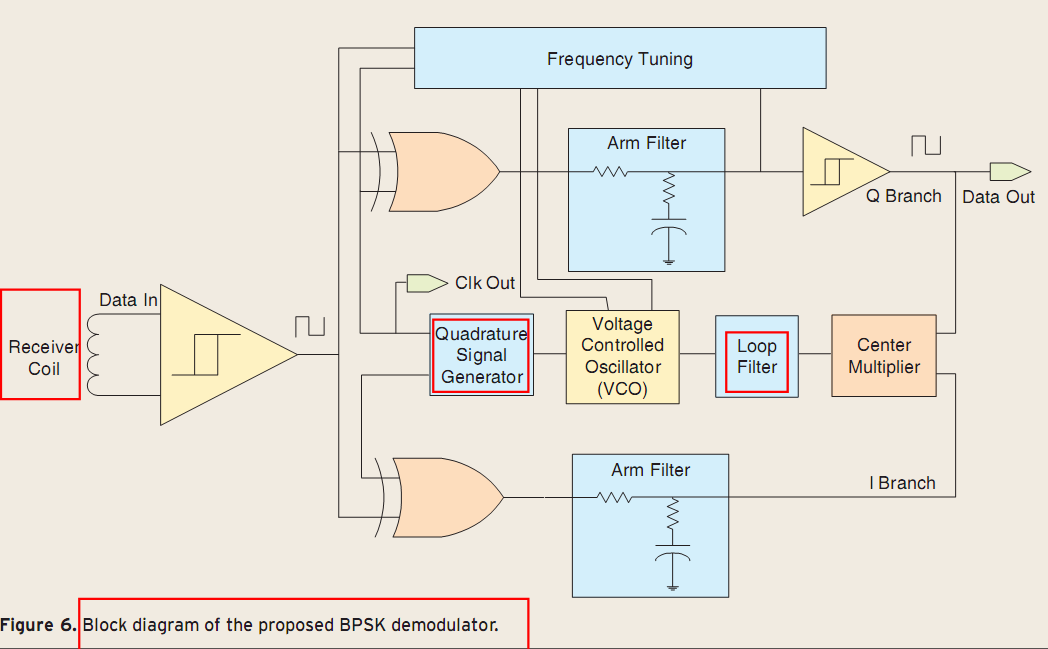 Frequency Tuning
Arm Filter
Q Branch
Data Out
Clk Out
Data In
Receiver
Coil
Quadrature
Signal
Generator
Voltage
Controlled
Oscillator
(VCO)
Loop
Filter
Center
Multiplier
Arm Filter
I Branch
Figure 6. Block diagram of the proposed BPSK demodulator.